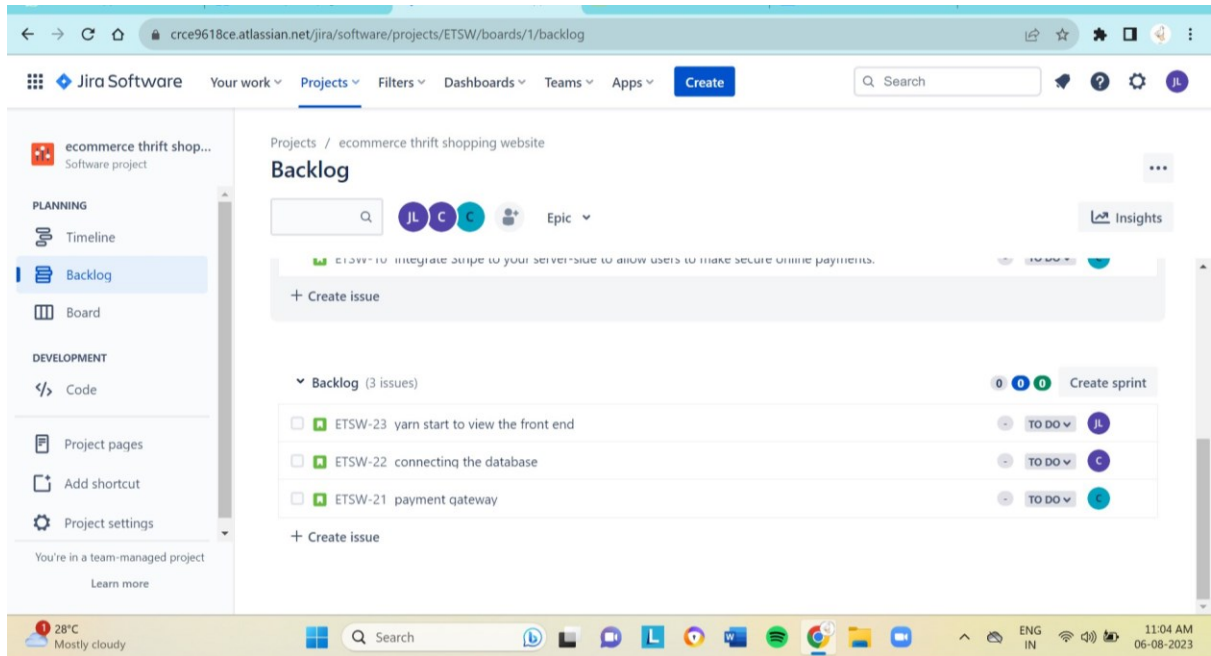 crce9618ce.atlassian.net/jira/software/projects/ETSW/boards/1/backlog
Jira Software Your work Projects Filters Dashboards Teams Apps Create Search JL
ecommerce thrift shop...
Software project
PLANNING
Timeline
Backlog
Board
DEVELOPMENT
Code
Project pages
Add shortcut
Project settings
You're in a team-managed project
Learn more
Projects / ecommerce thrift shopping website
Backlog
JL C C Epic Insights
ETSW-10 Integrate Stripe to your server-side to allow users to make secure online payments. TO DO
+ Create issue
Backlog (3 issues) 0 0 0 Create sprint
ETSW-23 yarn start to view the front end - TO DO JL
ETSW-22 connecting the database - TO DO C
ETSW-21 payment gateway - TO DO C
+ Create issue
1 28°C
Mostly cloudy
Search
ENG
IN
11:04 AM
06-08-2023